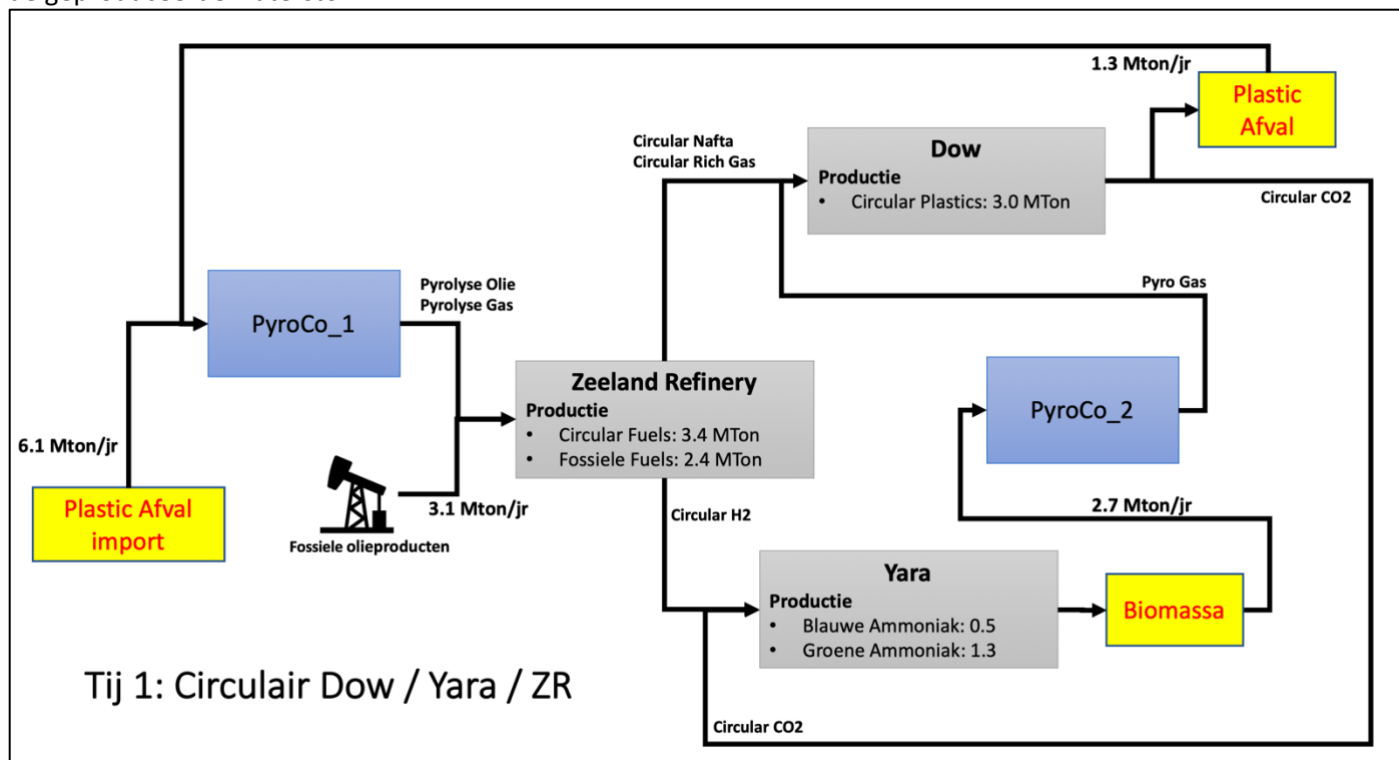 1.3 Mton/jr
Plastic
Afval
Circular Nafta
Circular Rich Gas
Dow
Productie
• Circular Plastics: 3.0 MTon
Circular CO2
Pyrolyse Olie
Pyrolyse Gas
Pyro Gas
PyroCo_1
Zeeland Refinery
Productie
• Circular Fuels: 3.4 MTon
• Fossiele Fuels: 2.4 MTon
PyroCo_2
6.1 Mton/jr
Plastic Afval
import
3.1 Mton/jr
Fossiele olieproducten
Circular H2
2.7 Mton/jr
Yara
Productie
• Blauwe Ammoniak: 0.5
• Groene Ammoniak: 1.3
Biomassa
Tij 1: Circulair Dow / Yara / ZR
Circular CO2